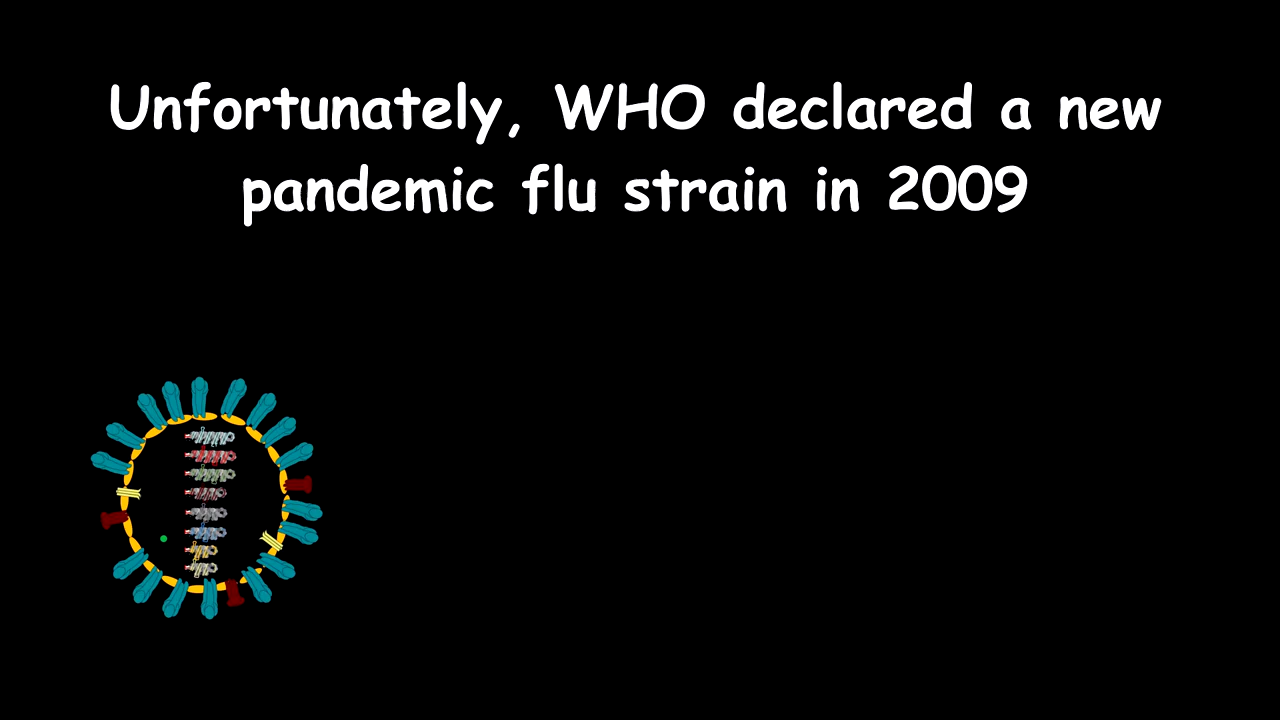 Unfortunately, WHO declared a new
pandemic flu strain in 2009